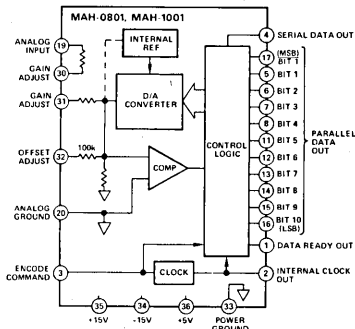 MAH-0801, MAH-1001
ANALOG INPUT
19
GAIN ADJUST
30
GAIN ADJUST
31
OFFSET ADJUST
32
100k
ANALOG GROUND
20
ENCODE COMMAND
3
INTERNAL REF
D/A CONVERTER
COMP
CONTROL LOGIC
CLOCK
4 SERIAL DATA OUT
17 (MSB) BIT 1
5 BIT 1
6 BIT 2
7 BIT 3
8 BIT 4
11 BIT 5
12 BIT 6
13 BIT 7
14 BIT 8
15 BIT 9
16 BIT 10 (LSB)
PARALLEL DATA OUT
1 DATA READY OUT
2 INTERNAL CLOCK OUT
35 34 36 33
+15V -15V +5V POWER GROUND